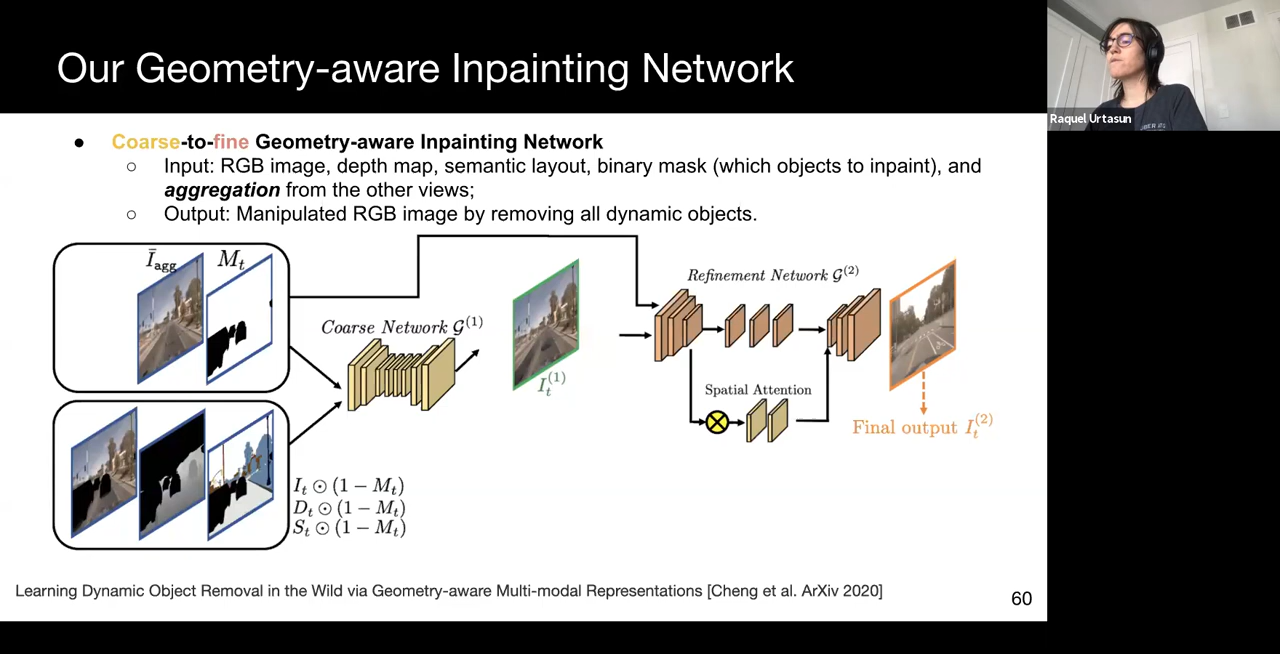 Our Geometry-aware Inpainting Network
Raquel Urtasun
● Coarse-to-fine Geometry-aware Inpainting Network
○ Input: RGB image, depth map, semantic layout, binary mask (which objects to inpaint), and
aggregation from the other views;
○ Output: Manipulated RGB image by removing all dynamic objects.
Ī_agg M_t
Coarse Network 𝒢^(1)
I_t^(1)
Refinement Network 𝒢^(2)
Spatial Attention
Final output I_t^(2)
I_t ⊙ (1 − M_t)
D_t ⊙ (1 − M_t)
S_t ⊙ (1 − M_t)
Learning Dynamic Object Removal in the Wild via Geometry-aware Multi-modal Representations [Cheng et al. ArXiv 2020]
60